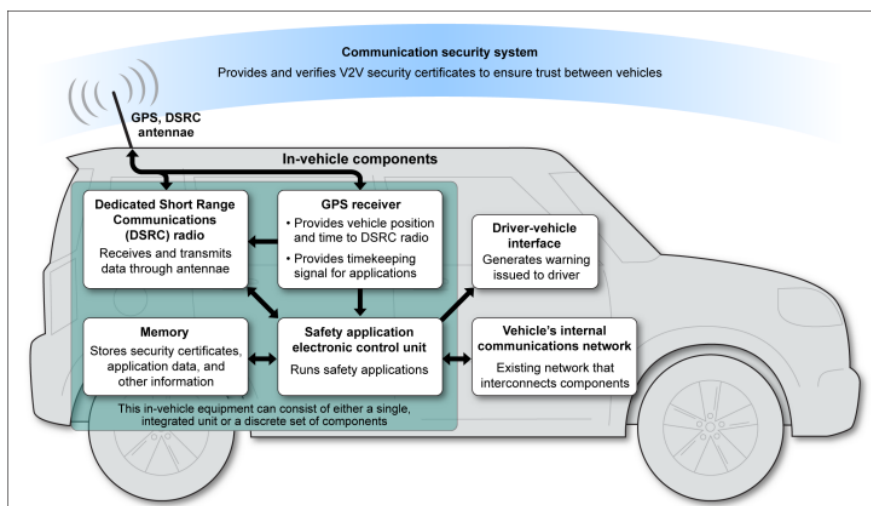 Communication security system
Provides and verifies V2V security certificates to ensure trust between vehicles
GPS, DSRC
antennae
In-vehicle components
Dedicated Short Range
Communications
(DSRC) radio
Receives and transmits
data through antennae
GPS receiver
• Provides vehicle position
and time to DSRC radio
• Provides timekeeping
signal for applications
Driver-vehicle
interface
Generates warning
issued to driver
Memory
Stores security certificates,
application data, and
other information
Safety application
electronic control unit
Runs safety applications
Vehicle's internal
communications network
Existing network that
interconnects components
This in-vehicle equipment can consist of either a single,
integrated unit or a discrete set of components